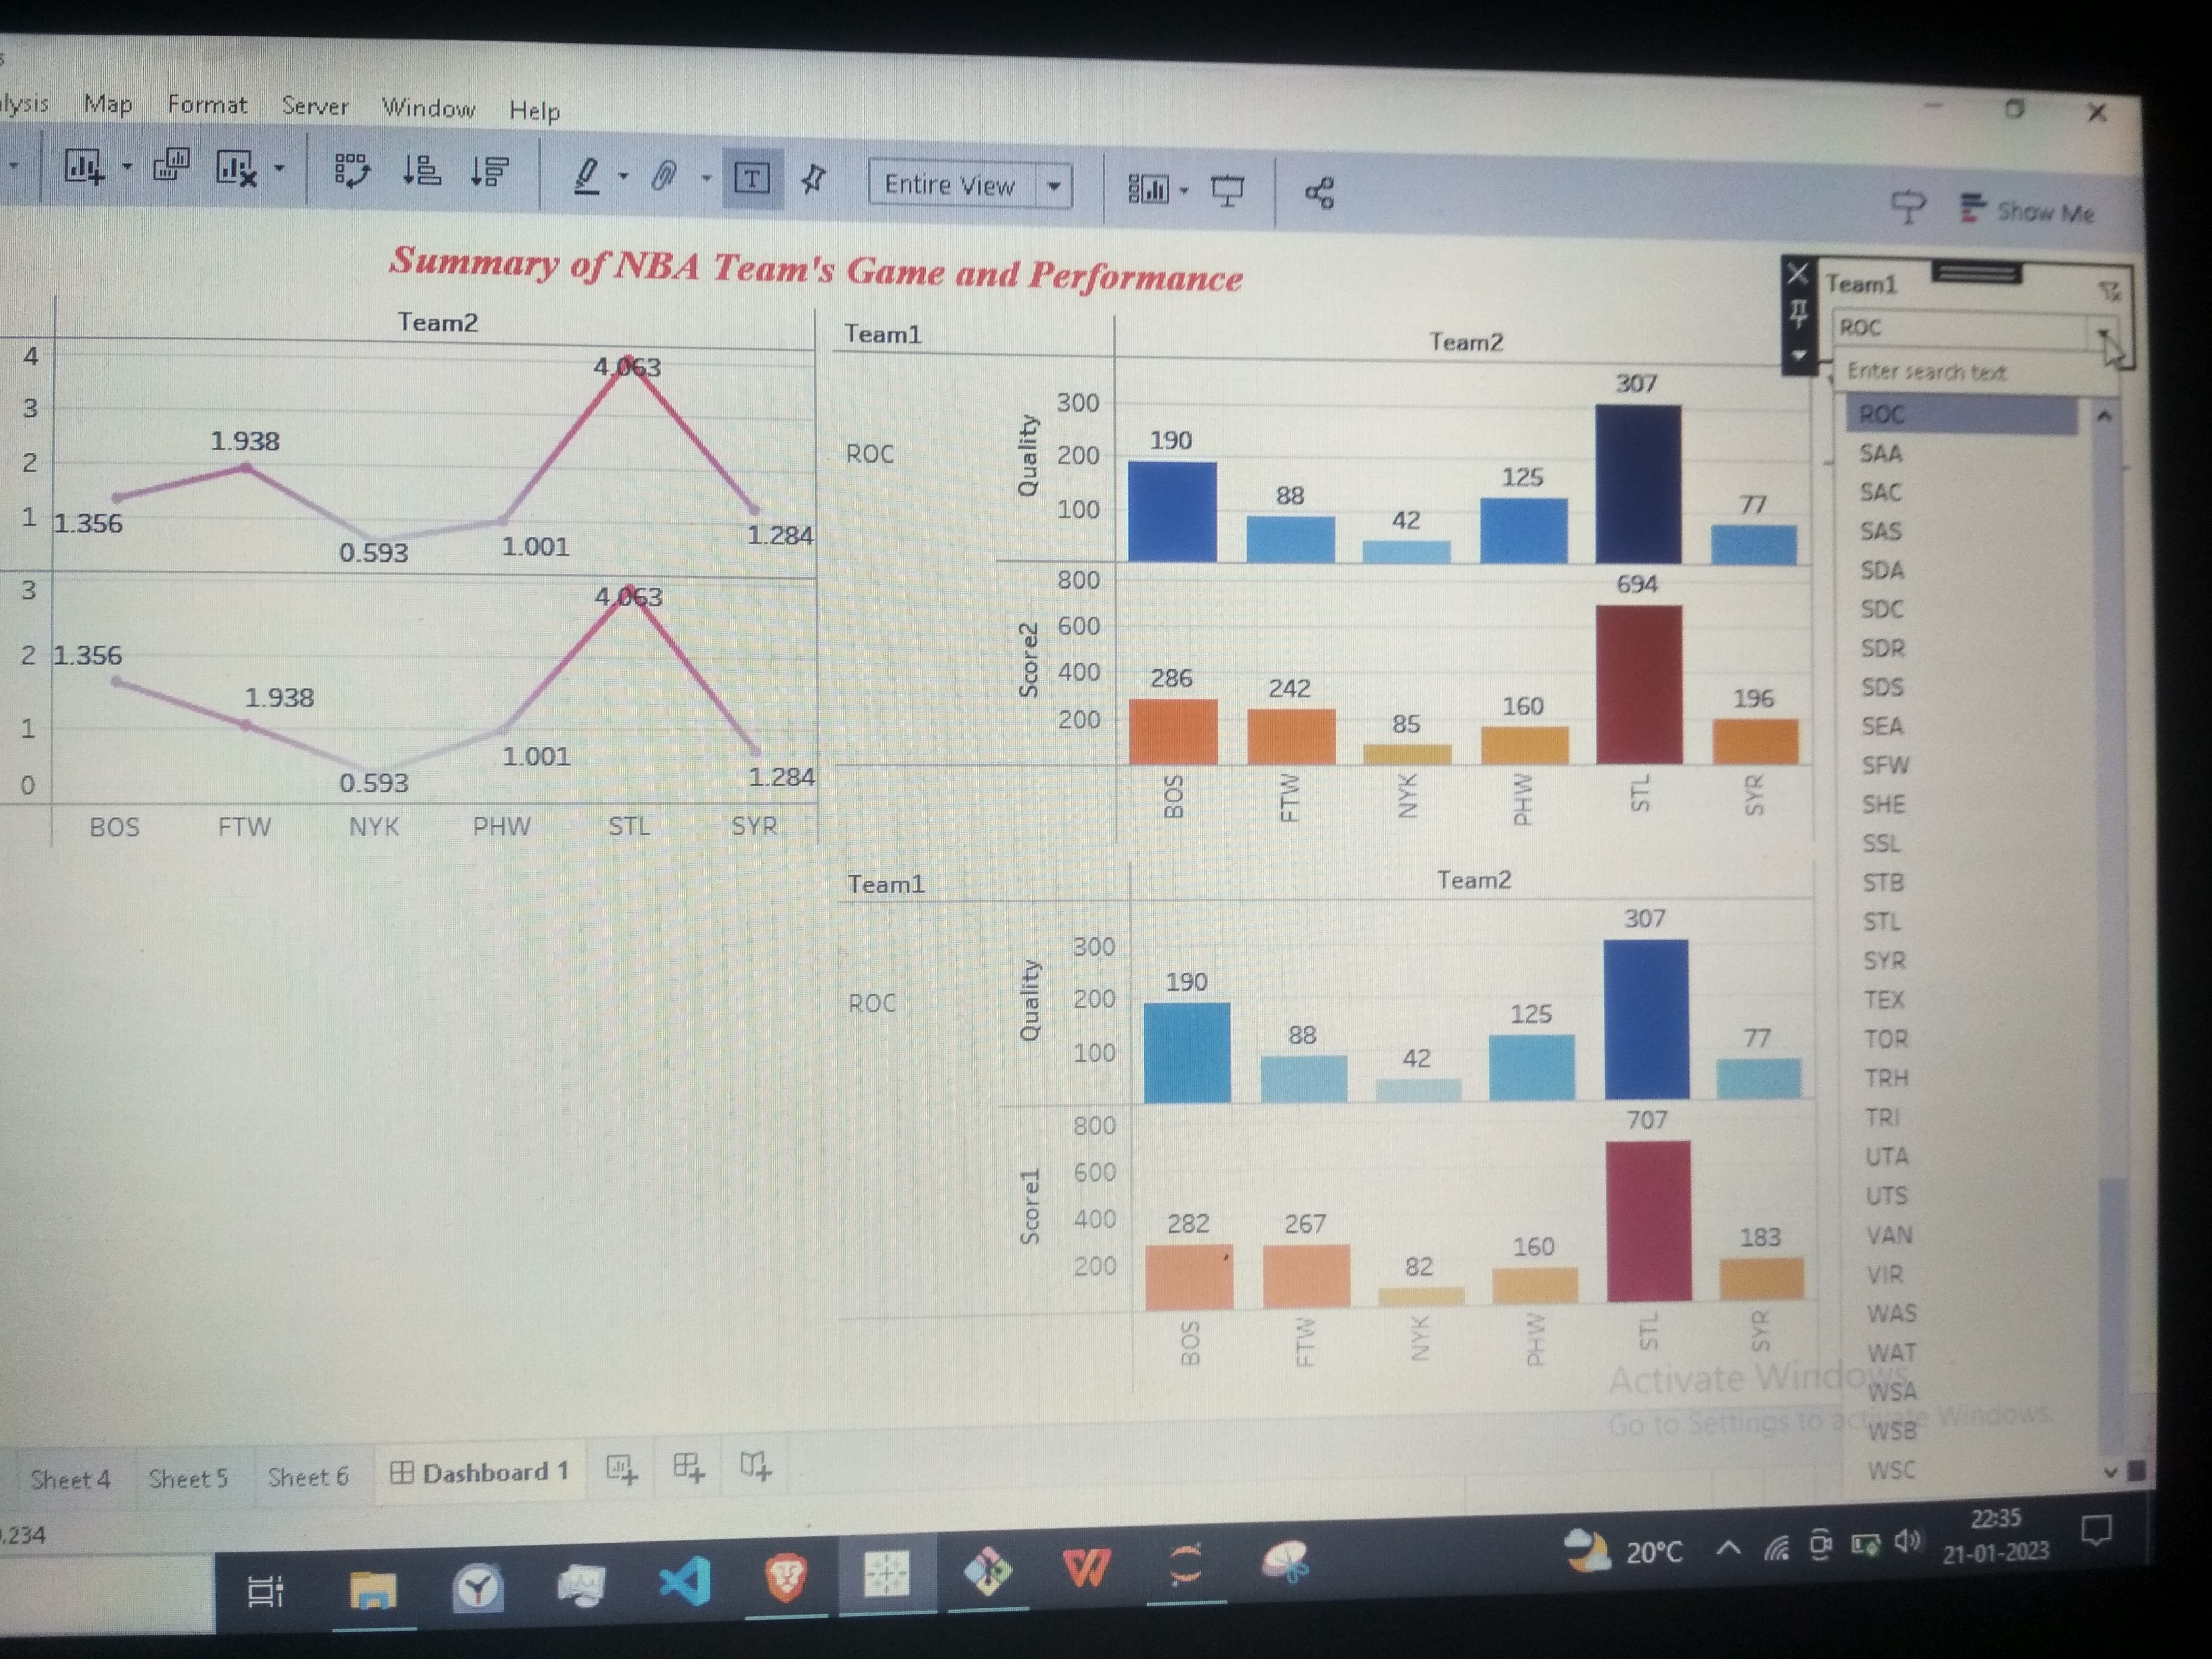 lysis Map Format Server Window Help
Entire View
Show Me
Summary of NBA Team's Game and Performance
Team2
4
3
2
1
4.063
1.938
1.356
0.593
1.001
1.284
3
2
1
0
4.063
1.356
1.938
0.593
1.001
1.284
BOS FTW NYK PHW STL SYR
Team1
Team2
ROC
Quality
300
200
100
190
88
42
125
307
77
Score2
800
600
400
200
286
242
85
160
694
196
BOS FTW NYK PHW STL SYR
Team1
Team2
ROC
Quality
300
200
100
190
88
42
125
307
77
Score1
800
600
400
200
282
267
82
160
707
183
BOS FTW NYK PHW STL SYR
Team1
ROC
Enter search text
ROC
SAA
SAC
SAS
SDA
SDC
SDR
SDS
SEA
SFW
SHE
SSL
STB
STL
SYR
TEX
TOR
TRH
TRI
UTA
UTS
VAN
VIR
WAS
WAT
WSA
WSB
WSC
Activate Windows
Go to Settings to activate Windows.
Sheet 4 Sheet 5 Sheet 6 Dashboard 1
.234
20°C
22:35
21-01-2023